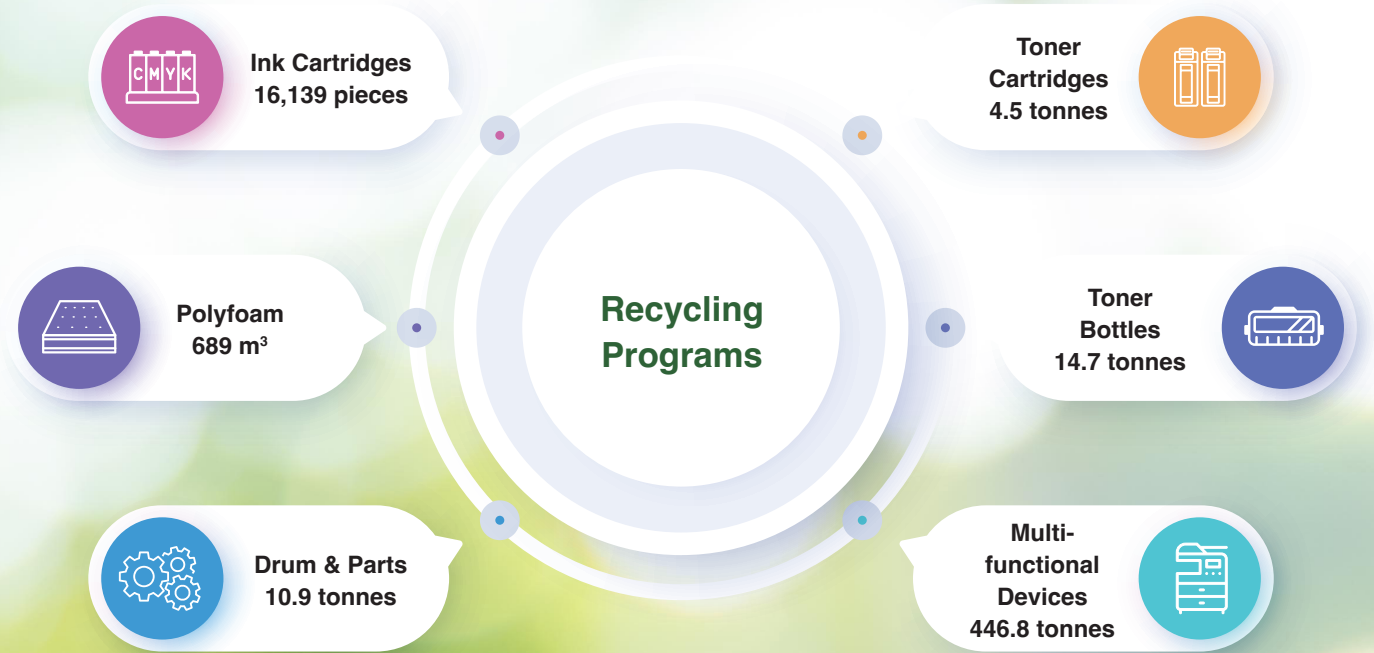 CMYK
Ink Cartridges
16,139 pieces
Toner
Cartridges
4.5 tonnes
Polyfoam
689 m³
Recycling
Programs
Toner
Bottles
14.7 tonnes
Drum & Parts
10.9 tonnes
Multi-
functional
Devices
446.8 tonnes